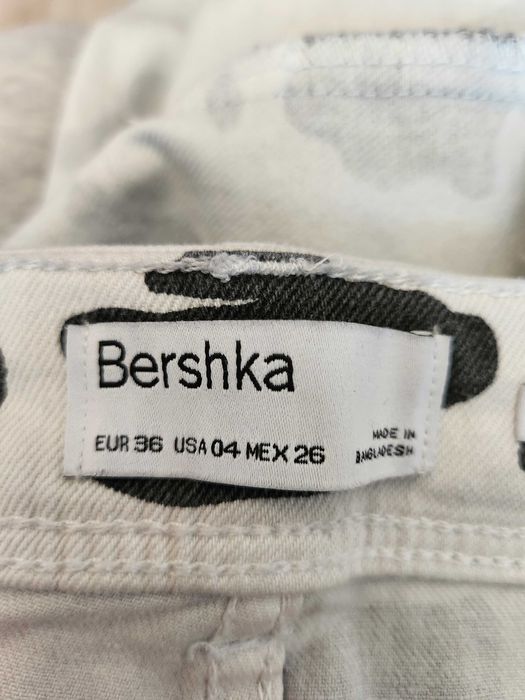 Bershka
EUR 36 USA 04 MEX 26
MADE IN
BANGLADESH